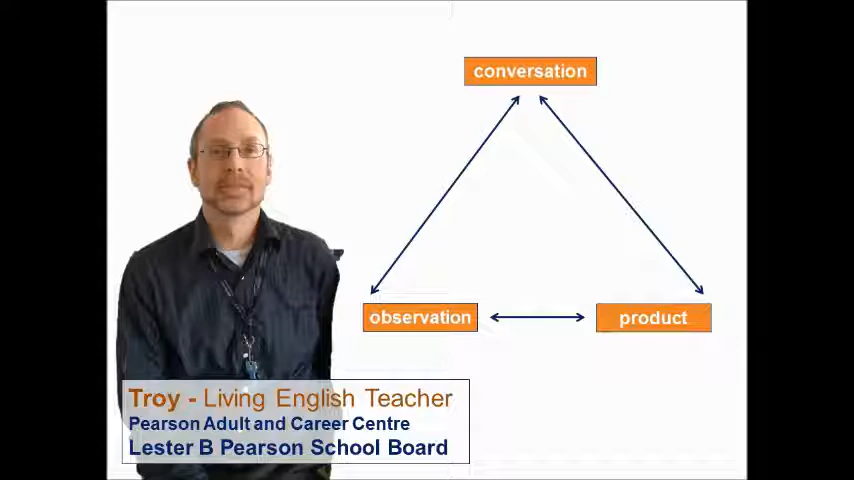 conversation
observation
product
Troy - Living English Teacher
Pearson Adult and Career Centre
Lester B Pearson School Board